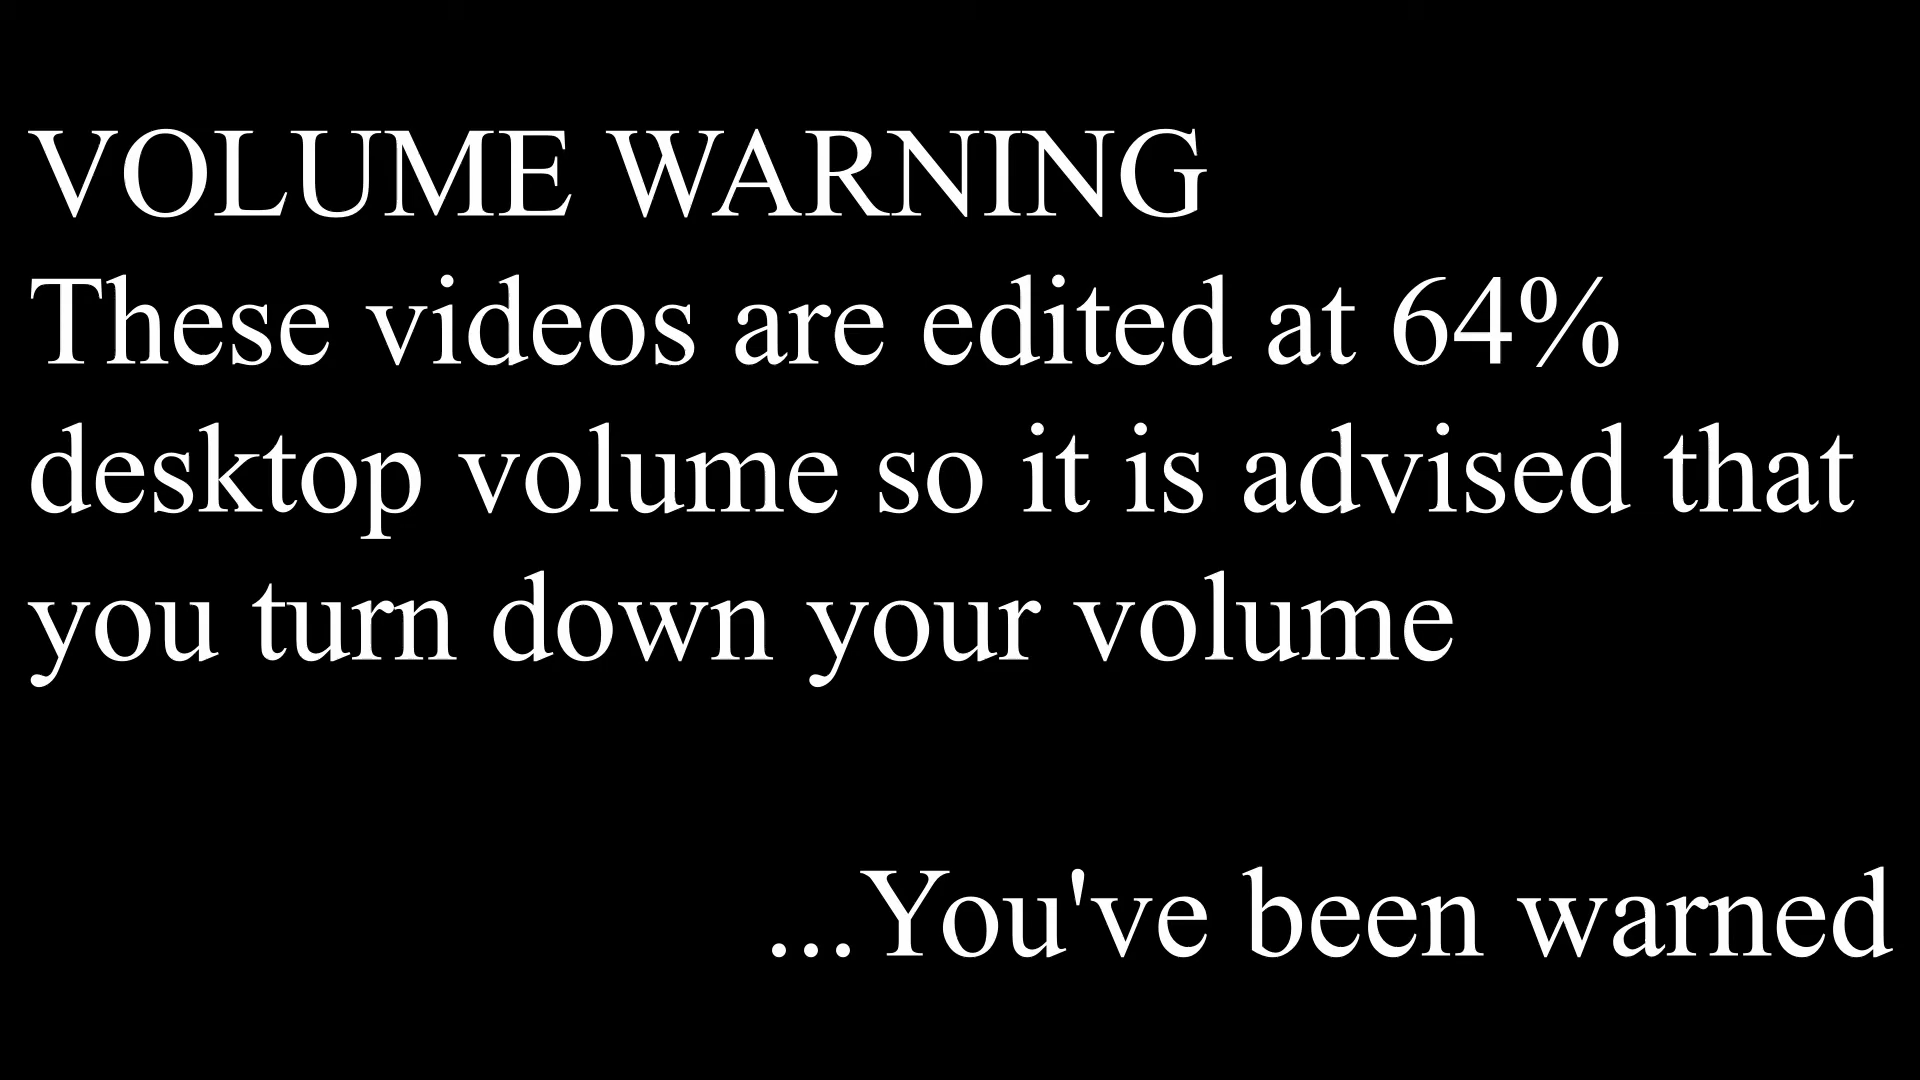 VOLUME WARNING
These videos are edited at 64%
desktop volume so it is advised that
you turn down your volume
...You've been warned